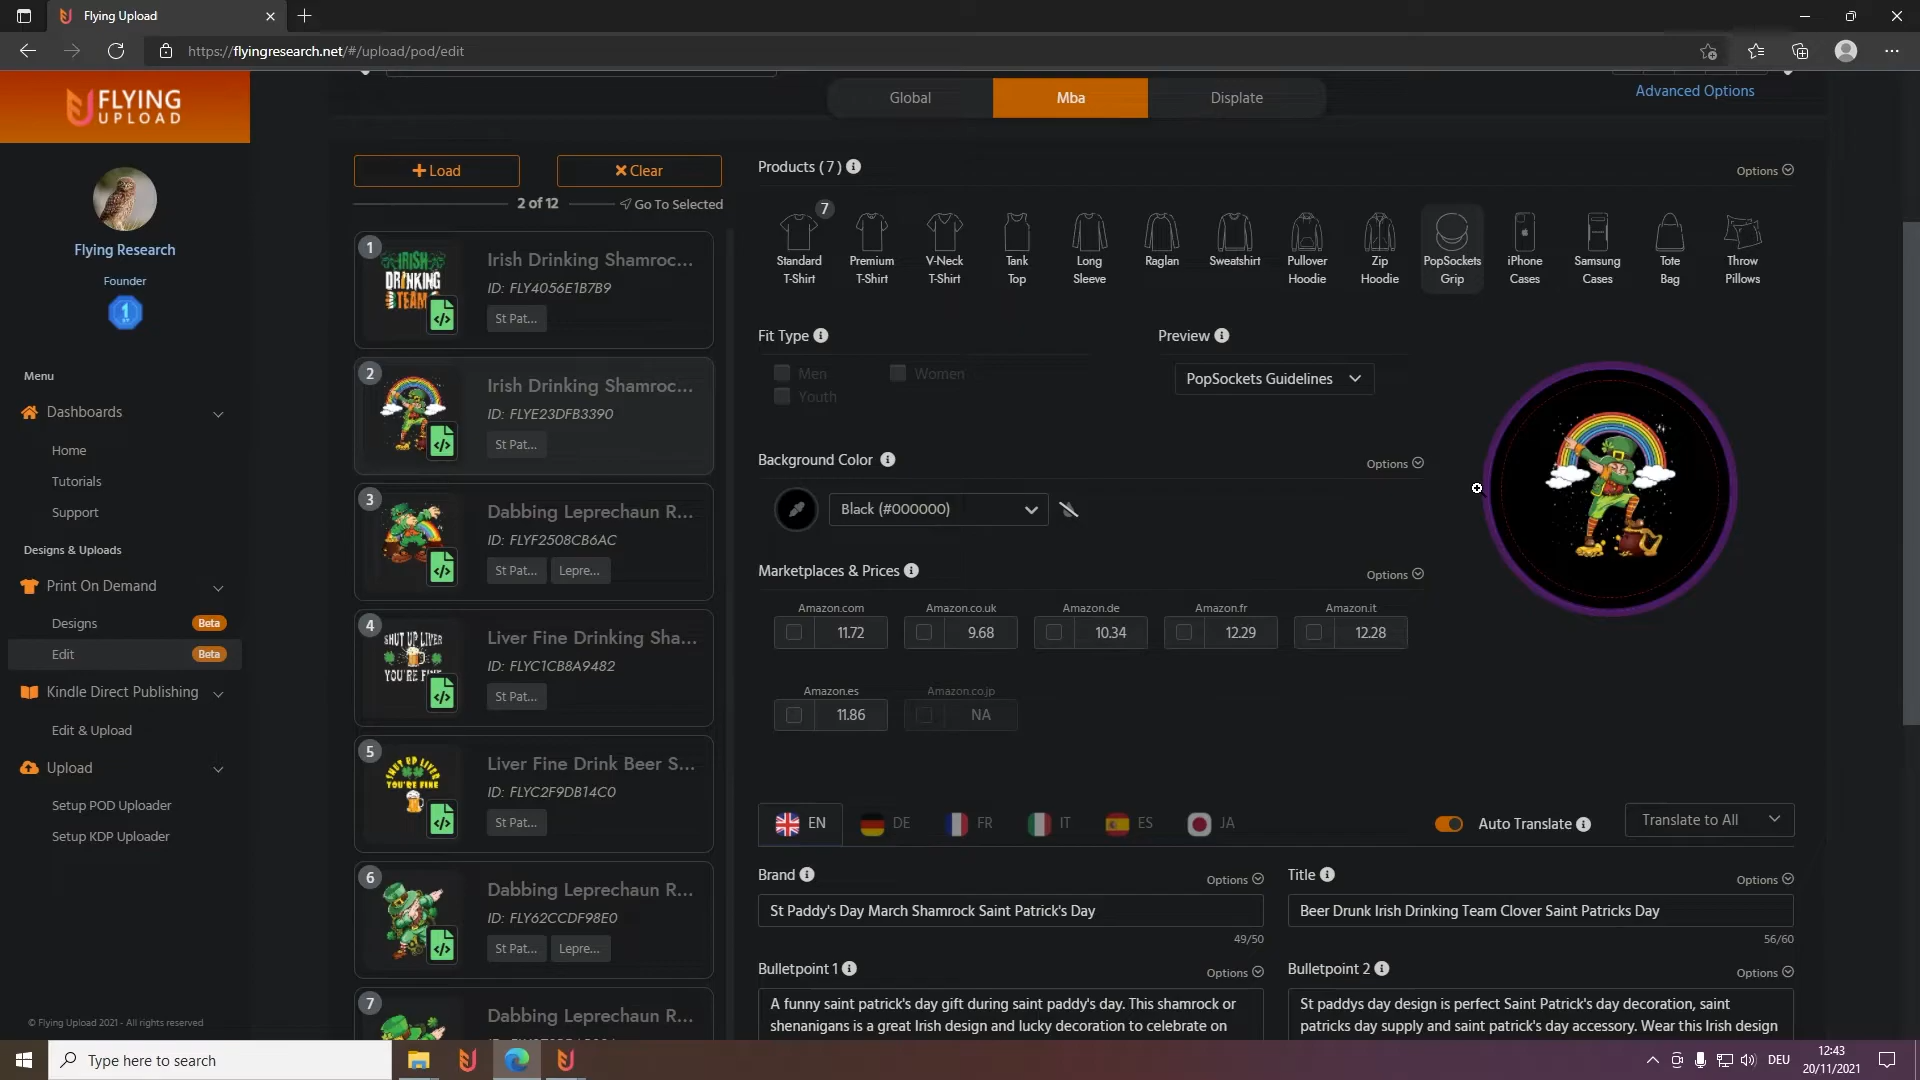 Flying Upload
https://flyingresearch.net/#/upload/pod/edit
FLYING
UPLOAD
Global
Mba
Displate
Advanced Options
Flying Research
Founder
1
Menu
Dashboards
Home
Tutorials
Support
Designs & Uploads
Print On Demand
Designs
Beta
Edit
Beta
Kindle Direct Publishing
Edit & Upload
Upload
Setup POD Uploader
Setup KDP Uploader
© Flying Upload 2021 - All rights reserved
Load
Clear
2 of 12
Go To Selected
1
IRISH
DRINKING
TEAM
Irish Drinking Shamroc...
ID: FLY4056E1B7B9
St Pat...
2
Irish Drinking Shamroc...
ID: FLYE23DFB3390
St Pat...
3
Dabbing Leprechaun R...
ID: FLYF2508CB6AC
St Pat...
Lepre...
4
SHUT UP LIVER
YOU'RE FINE
Liver Fine Drinking Sha...
ID: FLYC1CB8A9482
St Pat...
5
SHUT UP LIVER
YOU'RE FINE
Liver Fine Drink Beer S...
ID: FLYC2F9DB14C0
St Pat...
6
Dabbing Leprechaun R...
ID: FLY62CCDF98E0
St Pat...
Lepre...
7
Dabbing Leprechaun R...
Products ( 7 )
Options
7
Standard
T-Shirt
Premium
T-Shirt
V-Neck
T-Shirt
Tank
Top
Long
Sleeve
Raglan
Sweatshirt
Pullover
Hoodie
Zip
Hoodie
PopSockets
Grip
iPhone
Cases
Samsung
Cases
Tote
Bag
Throw
Pillows
Fit Type
Men
Women
Youth
Preview
PopSockets Guidelines
Background Color
Options
Black (#000000)
Marketplaces & Prices
Options
Amazon.com
11.72
Amazon.co.uk
9.68
Amazon.de
10.34
Amazon.fr
12.29
Amazon.it
12.28
Amazon.es
11.86
Amazon.co.jp
NA
EN
DE
FR
IT
ES
JA
Auto Translate
Translate to All
Brand
Options
St Paddy's Day March Shamrock Saint Patrick's Day
49/50
Title
Options
Beer Drunk Irish Drinking Team Clover Saint Patricks Day
56/60
Bulletpoint 1
Options
A funny saint patrick's day gift during saint paddy's day. This shamrock or
shenanigans is a great Irish design and lucky decoration to celebrate on
Bulletpoint 2
Options
St paddys day design is perfect Saint Patrick's day decoration, saint
patricks day supply and saint patrick's day accessory. Wear this Irish design
Type here to search
DEU
12:43
20/11/2021